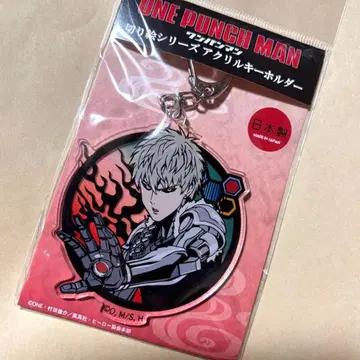 ONE PUNCH MAN
ワンパンマン
切り絵シリーズ アクリルキーホルダー
日本製
MADE IN JAPAN
©O, M/S, H
©ONE・村田雄介／集英社・ヒーロー協会本部